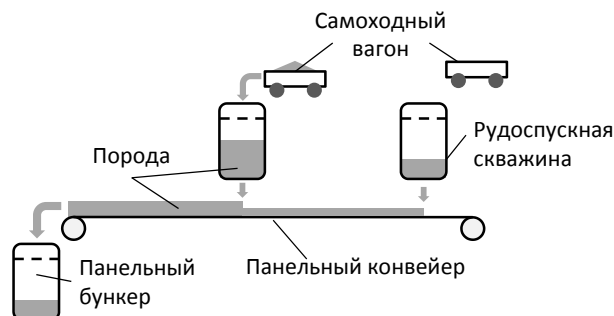 Самоходный
вагон
Рудоспускная
скважина
Порода
Панельный
бункер
Панельный конвейер